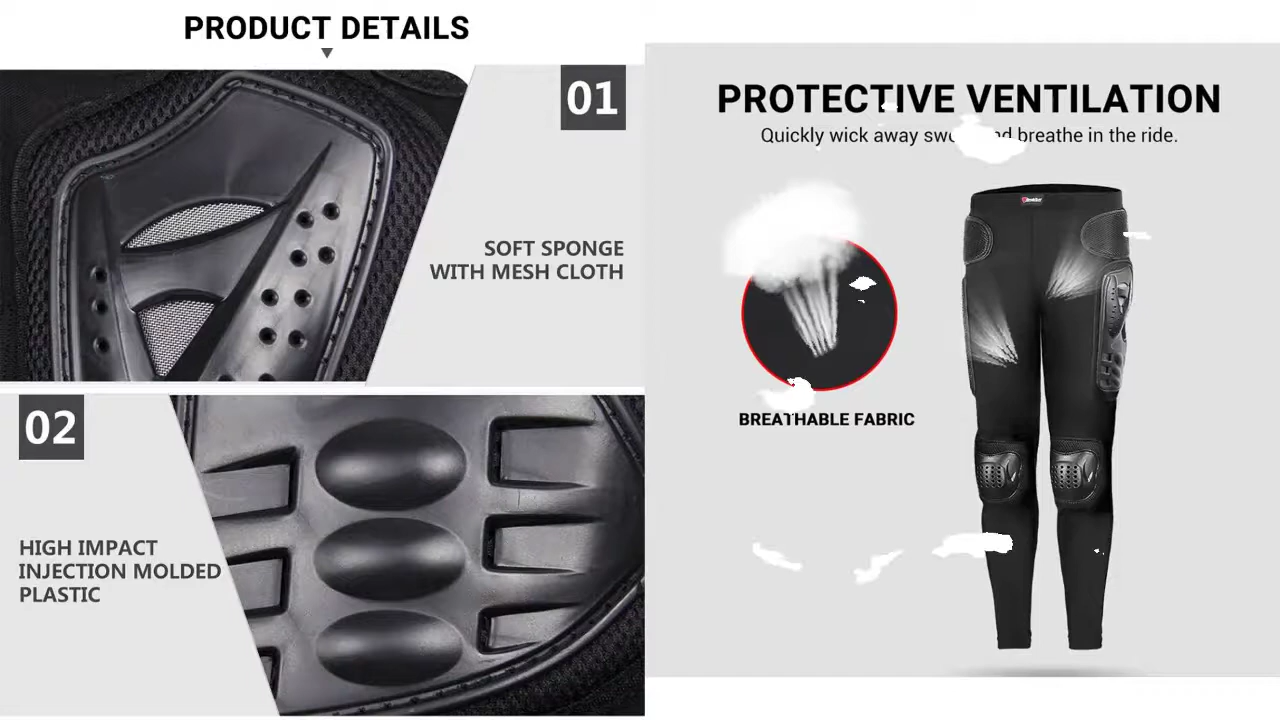 PRODUCT DETAILS
01
SOFT SPONGE
WITH MESH CLOTH
02
HIGH IMPACT
INJECTION MOLDED
PLASTIC
PROTECTIVE VENTILATION
Quickly wick away breathe in the ride.
BREATHABLE FABRIC